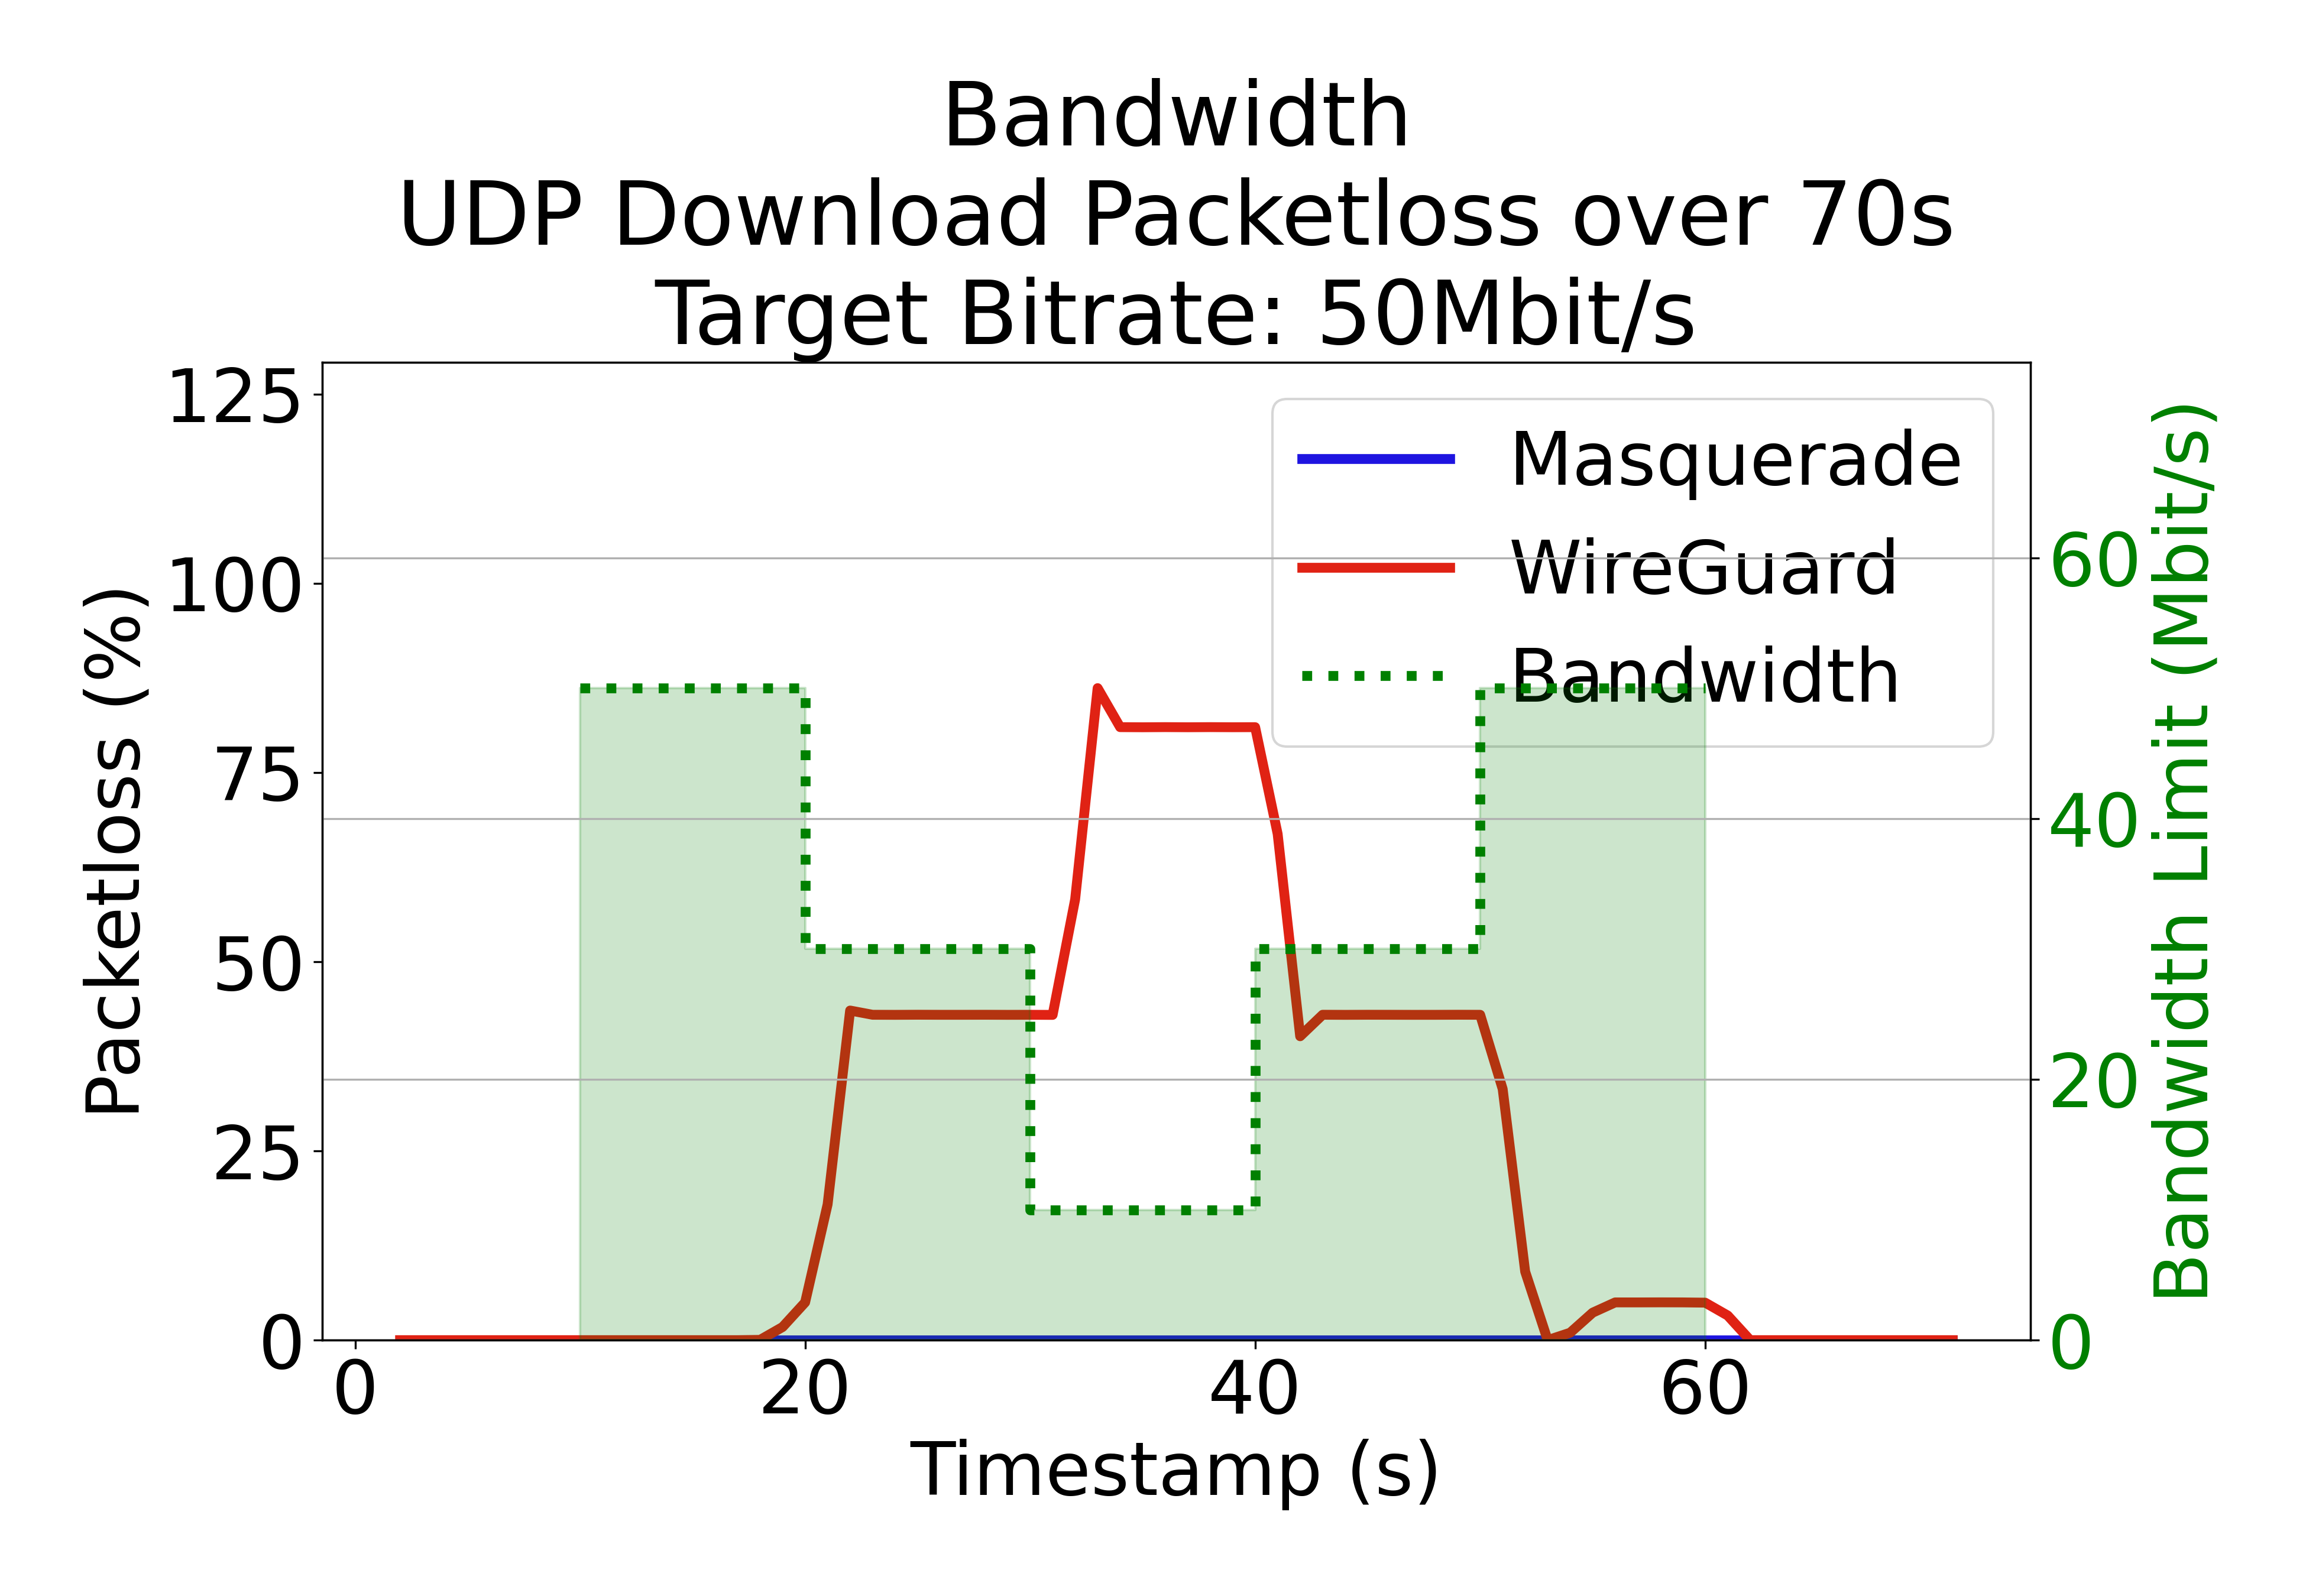 Bandwidth
UDP Download Packetloss over 70s
Target Bitrate: 50Mbit/s
Masquerade
WireGuard
Bandwidth
125
100
75
50
25
0
Packetloss (%)
60
40
20
0
Bandwidth Limit (Mbit/s)
0
20
40
60
Timestamp (s)